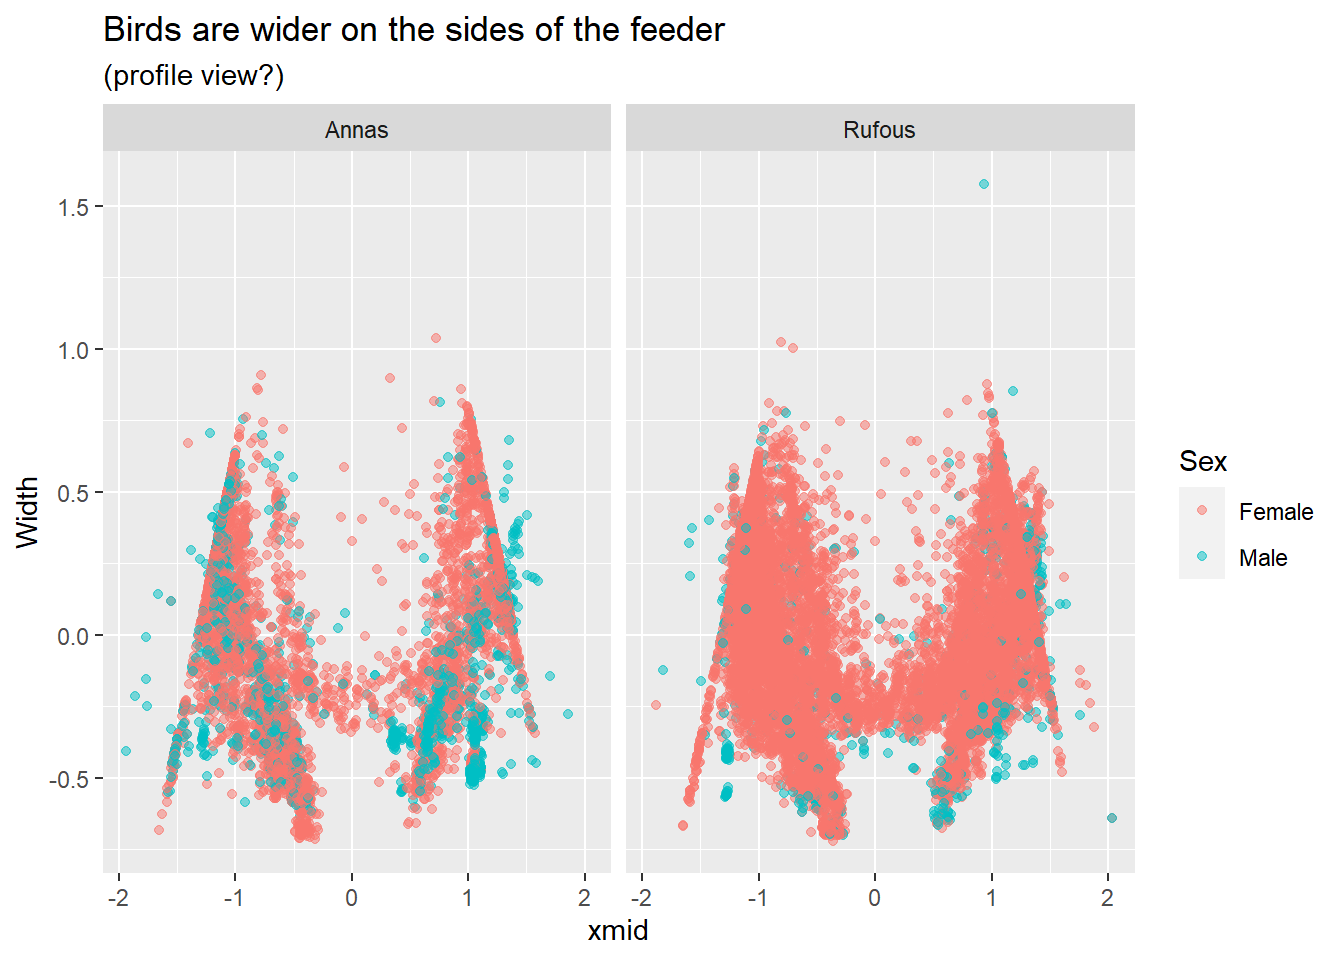 Birds are wider on the sides of the feeder
(profile view?)
Annas
Rufous
1.5
1.0
0.5
0.0
-0.5
Width
-2 -1 0 1 2
-2 -1 0 1 2
xmid
Sex
Female
Male